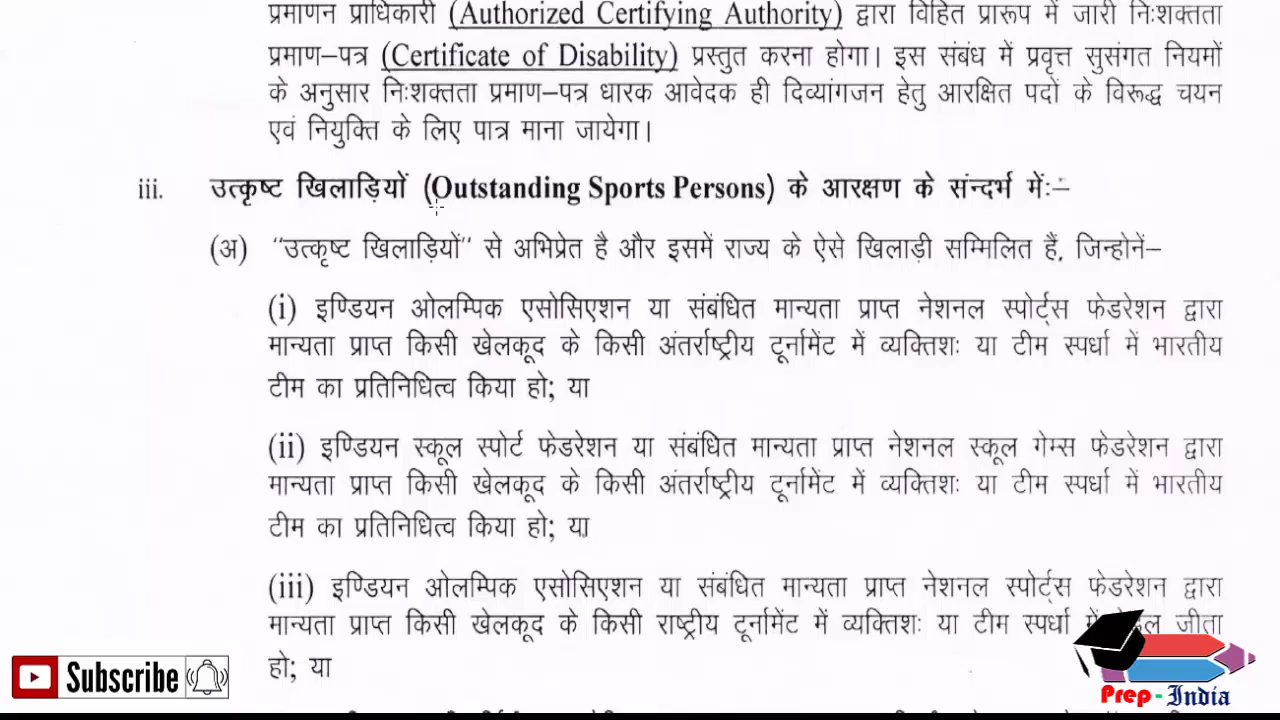 प्रमाणन प्राधिकारी (Authorized Certifying Authority) द्वारा विहित प्रारूप में जारी निःशक्तता
प्रमाण–पत्र (Certificate of Disability) प्रस्तुत करना होगा। इस संबंध में प्रवृत्त सुसंगत नियमों
के अनुसार निःशक्तता प्रमाण–पत्र धारक आवेदक ही दिव्यांगजन हेतु आरक्षित पदों के विरूद्ध चयन
एवं नियुक्ति के लिए पात्र माना जायेगा।
iii. उत्कृष्ट खिलाड़ियों (Outstanding Sports Persons) के आरक्षण के संन्दर्भ में:–
(अ) "उत्कृष्ट खिलाड़ियों" से अभिप्रेत है और इसमें राज्य के ऐसे खिलाड़ी सम्मिलित हैं, जिन्होनें–
(i) इण्डियन ओलम्पिक एसोसिएशन या संबंधित मान्यता प्राप्त नेशनल स्पोर्ट्स फेडरेशन द्वारा
मान्यता प्राप्त किसी खेलकूद के किसी अंतर्राष्ट्रीय टूर्नामेंट में व्यक्तिशः या टीम स्पर्धा में भारतीय
टीम का प्रतिनिधित्व किया हो; या
(ii) इण्डियन स्कूल स्पोर्ट फेडरेशन या संबंधित मान्यता प्राप्त नेशनल स्कूल गेम्स फेडरेशन द्वारा
मान्यता प्राप्त किसी खेलकूद के किसी अंतर्राष्ट्रीय टूर्नामेंट में व्यक्तिशः या टीम स्पर्धा में भारतीय
टीम का प्रतिनिधित्व किया हो; या
(iii) इण्डियन ओलम्पिक एसोसिएशन या संबंधित मान्यता प्राप्त नेशनल स्पोर्ट्स फेडरेशन द्वारा
मान्यता प्राप्त किसी खेलकूद के किसी राष्ट्रीय टूर्नामेंट में व्यक्तिशः या टीम स्पर्धा में जीता
हो; या
Subscribe
Prep - India